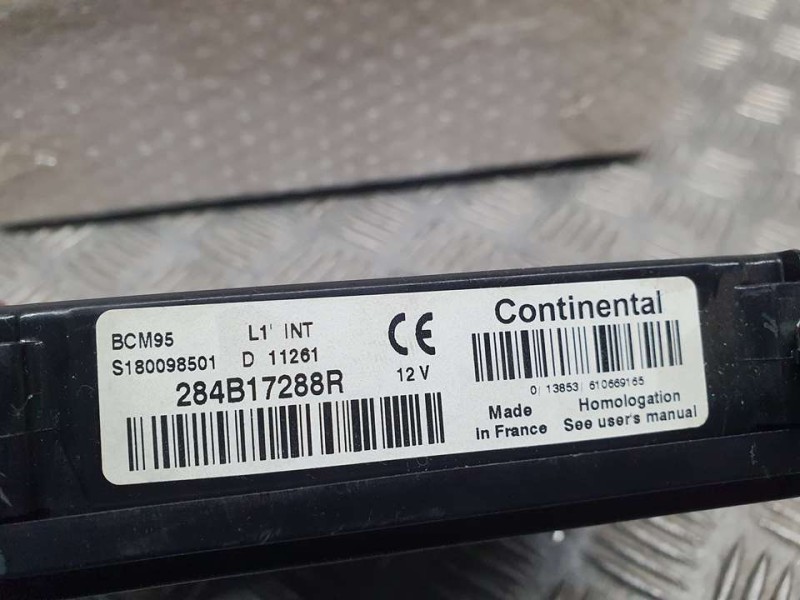 BCM95 L1' INT
S180098501 D 11261
284B17288R
CE
12 V
Continental
0/13853/610669165
Made
in France
Homologation
See user's manual